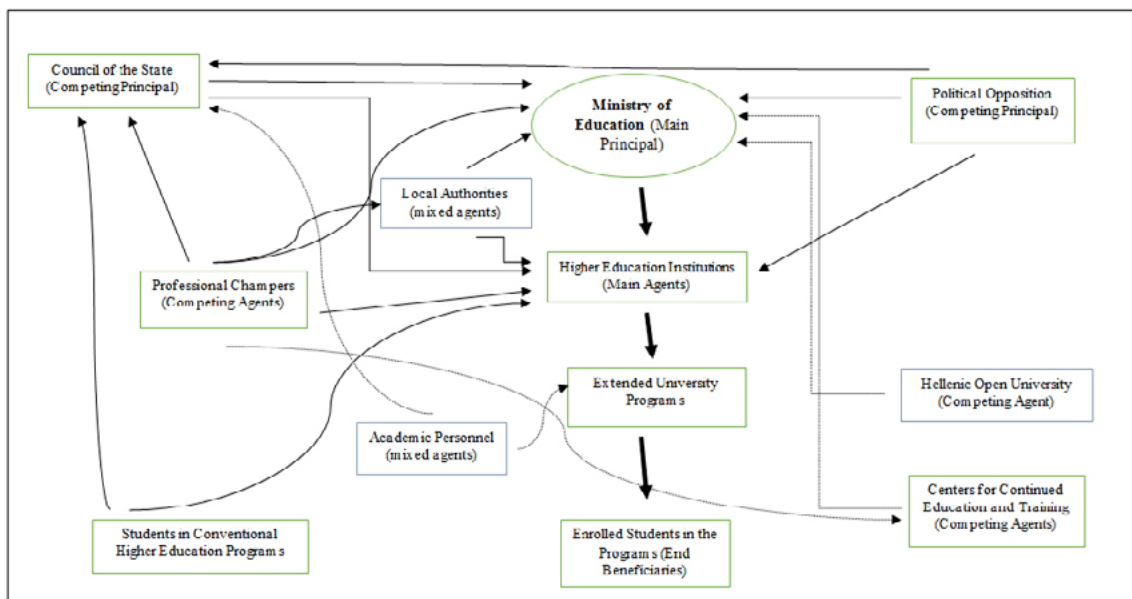 Council of the State
(Competing Principal)
Ministry of
Education (Main
Principal)
Political Opposition
(Competing Principal)
Local Authorities
(mixed agents)
Higher Education Institutions
(Main Agents)
Professional Champers
(Competing Agents)
Extended University
Programs
Hellenic Open University
(Competing Agent)
Academic Personnel
(mixed agents)
Centers for Continued
Education and Training
(Competing Agents)
Students in Conventional
Higher Education Programs
Enrolled Students in the
Programs (End
Beneficiaries)